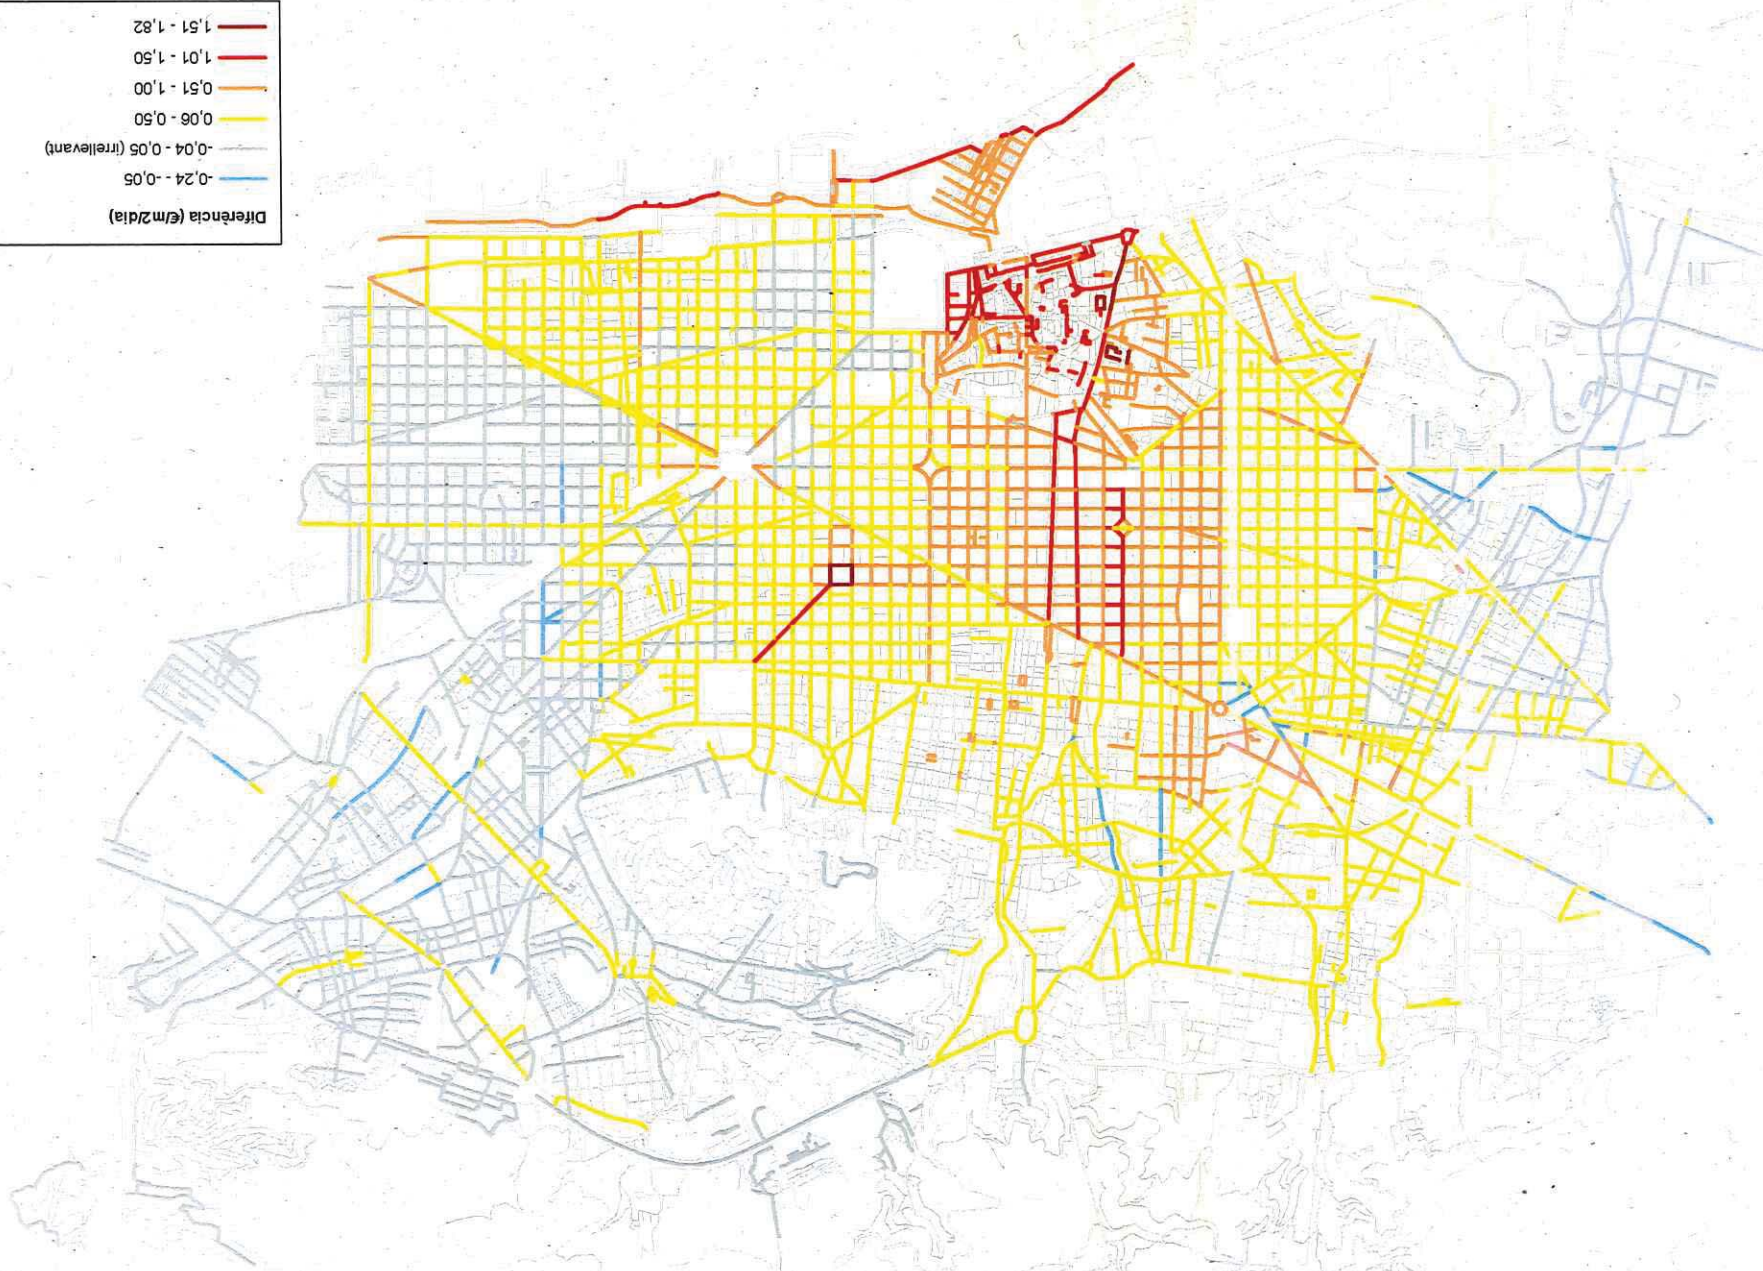 Diferència (€/m2/dia)
-0,24 - -0,05
-0,04 - 0,05 (irrellevant)
0,06 - 0,50
0,51 - 1,00
1,01 - 1,50
1,51 - 1,82